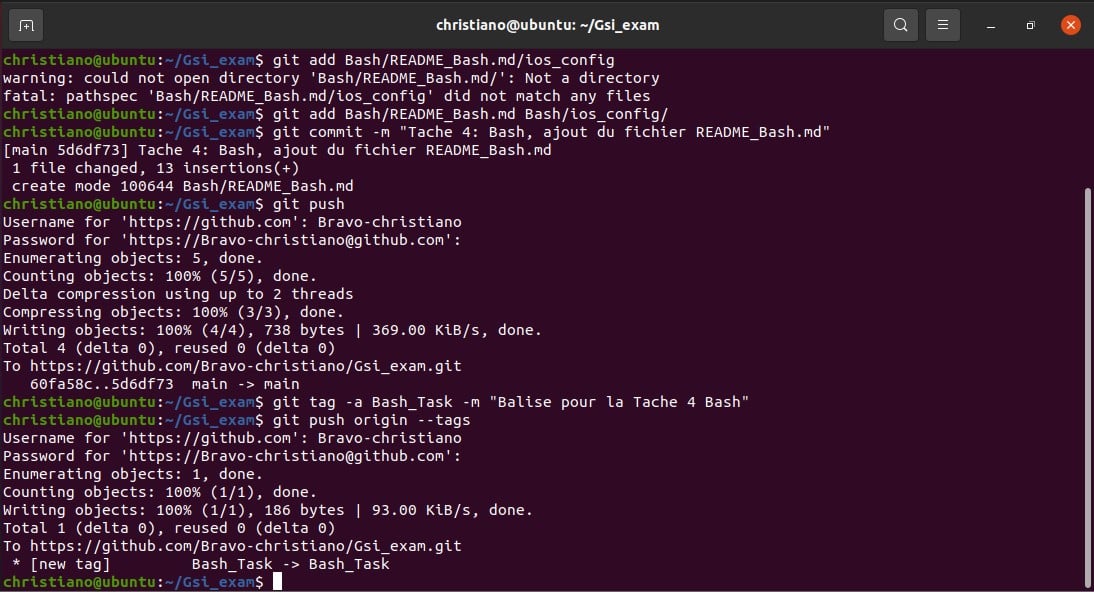 christiano@ubuntu: ~/Gsi_exam
christiano@ubuntu:~/Gsi_exam$ git add Bash/README_Bash.md/ios_config
warning: could not open directory 'Bash/README_Bash.md/': Not a directory
fatal: pathspec 'Bash/README_Bash.md/ios_config' did not match any files
christiano@ubuntu:~/Gsi_exam$ git add Bash/README_Bash.md Bash/ios_config/
christiano@ubuntu:~/Gsi_exam$ git commit -m "Tache 4: Bash, ajout du fichier README_Bash.md"
[main 5d6df73] Tache 4: Bash, ajout du fichier README_Bash.md
 1 file changed, 13 insertions(+)
 create mode 100644 Bash/README_Bash.md
christiano@ubuntu:~/Gsi_exam$ git push
Username for 'https://github.com': Bravo-christiano
Password for 'https://Bravo-christiano@github.com':
Enumerating objects: 5, done.
Counting objects: 100% (5/5), done.
Delta compression using up to 2 threads
Compressing objects: 100% (3/3), done.
Writing objects: 100% (4/4), 738 bytes | 369.00 KiB/s, done.
Total 4 (delta 0), reused 0 (delta 0)
To https://github.com/Bravo-christiano/Gsi_exam.git
   60fa58c..5d6df73  main -> main
christiano@ubuntu:~/Gsi_exam$ git tag -a Bash_Task -m "Balise pour la Tache 4 Bash"
christiano@ubuntu:~/Gsi_exam$ git push origin --tags
Username for 'https://github.com': Bravo-christiano
Password for 'https://Bravo-christiano@github.com':
Enumerating objects: 1, done.
Counting objects: 100% (1/1), done.
Writing objects: 100% (1/1), 186 bytes | 93.00 KiB/s, done.
Total 1 (delta 0), reused 0 (delta 0)
To https://github.com/Bravo-christiano/Gsi_exam.git
 * [new tag]         Bash_Task -> Bash_Task
christiano@ubuntu:~/Gsi_exam$